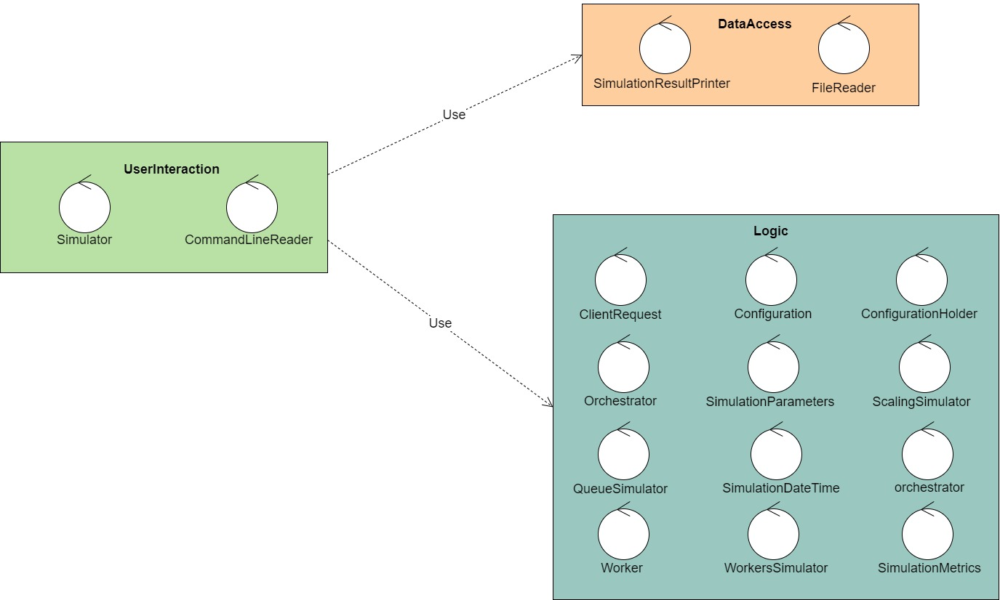 DataAccess
SimulationResultPrinter
FileReader
Use
UserInteraction
Simulator
CommandLineReader
Use
Logic
ClientRequest
Configuration
ConfigurationHolder
Orchestrator
SimulationParameters
ScalingSimulator
QueueSimulator
SimulationDateTime
orchestrator
Worker
WorkersSimulator
SimulationMetrics